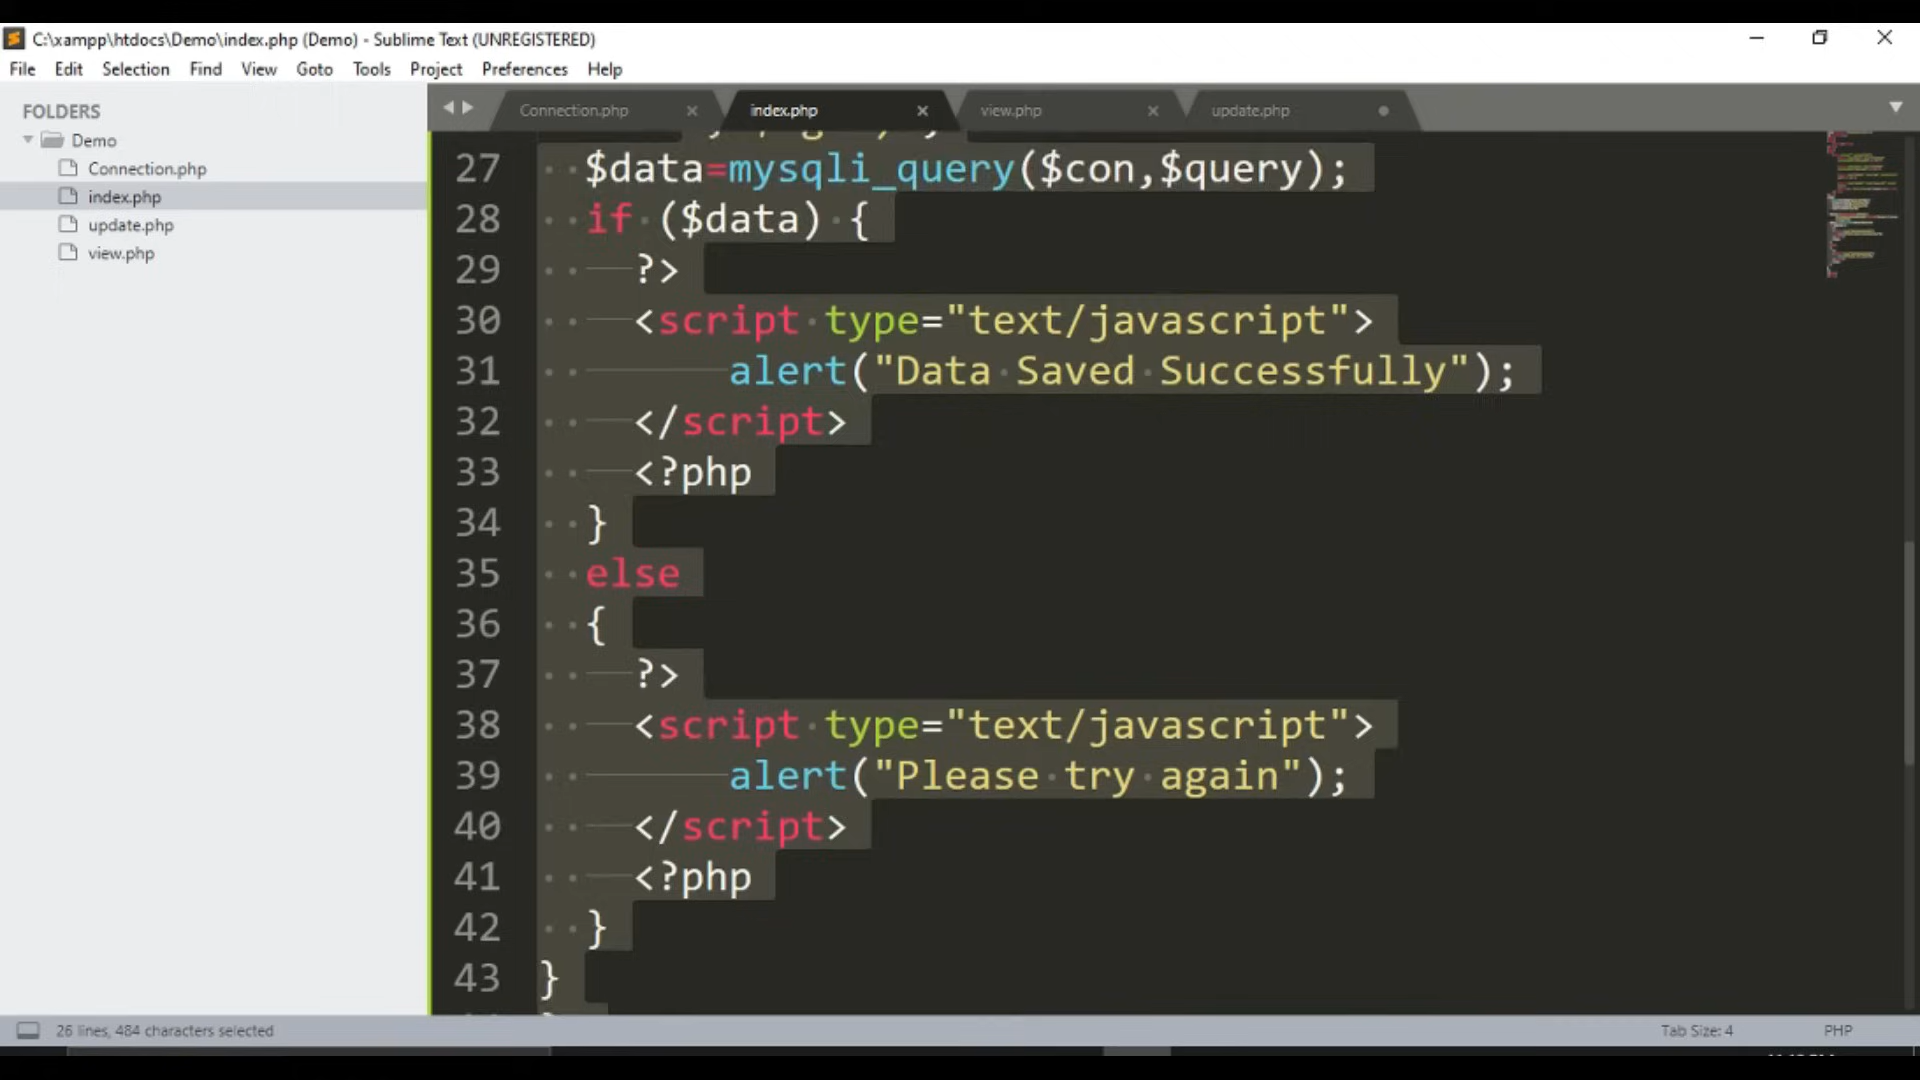 C:\xampp\htdocs\Demo\index.php (Demo) - Sublime Text (UNREGISTERED)
File Edit Selection Find View Goto Tools Project Preferences Help
FOLDERS
Demo
Connection.php
index.php
update.php
view.php
Connection.php index.php view.php update.php
27 $data=mysqli_query($con,$query);
28 if ($data) {
29 ?>
30 <script type="text/javascript">
31 alert("Data Saved Successfully");
32 </script>
33 <?php
34 }
35 else
36 {
37 ?>
38 <script type="text/javascript">
39 alert("Please try again");
40 </script>
41 <?php
42 }
43 }
26 lines, 484 characters selected Tab Size: 4 PHP